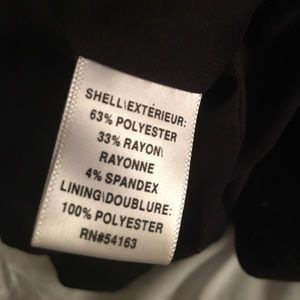 SHELL\EXTÉRIEUR:
63% POLYESTER
33% RAYON\
RAYONNE
4% SPANDEX
LINING\DOUBLURE:
100% POLYESTER
RN#54163